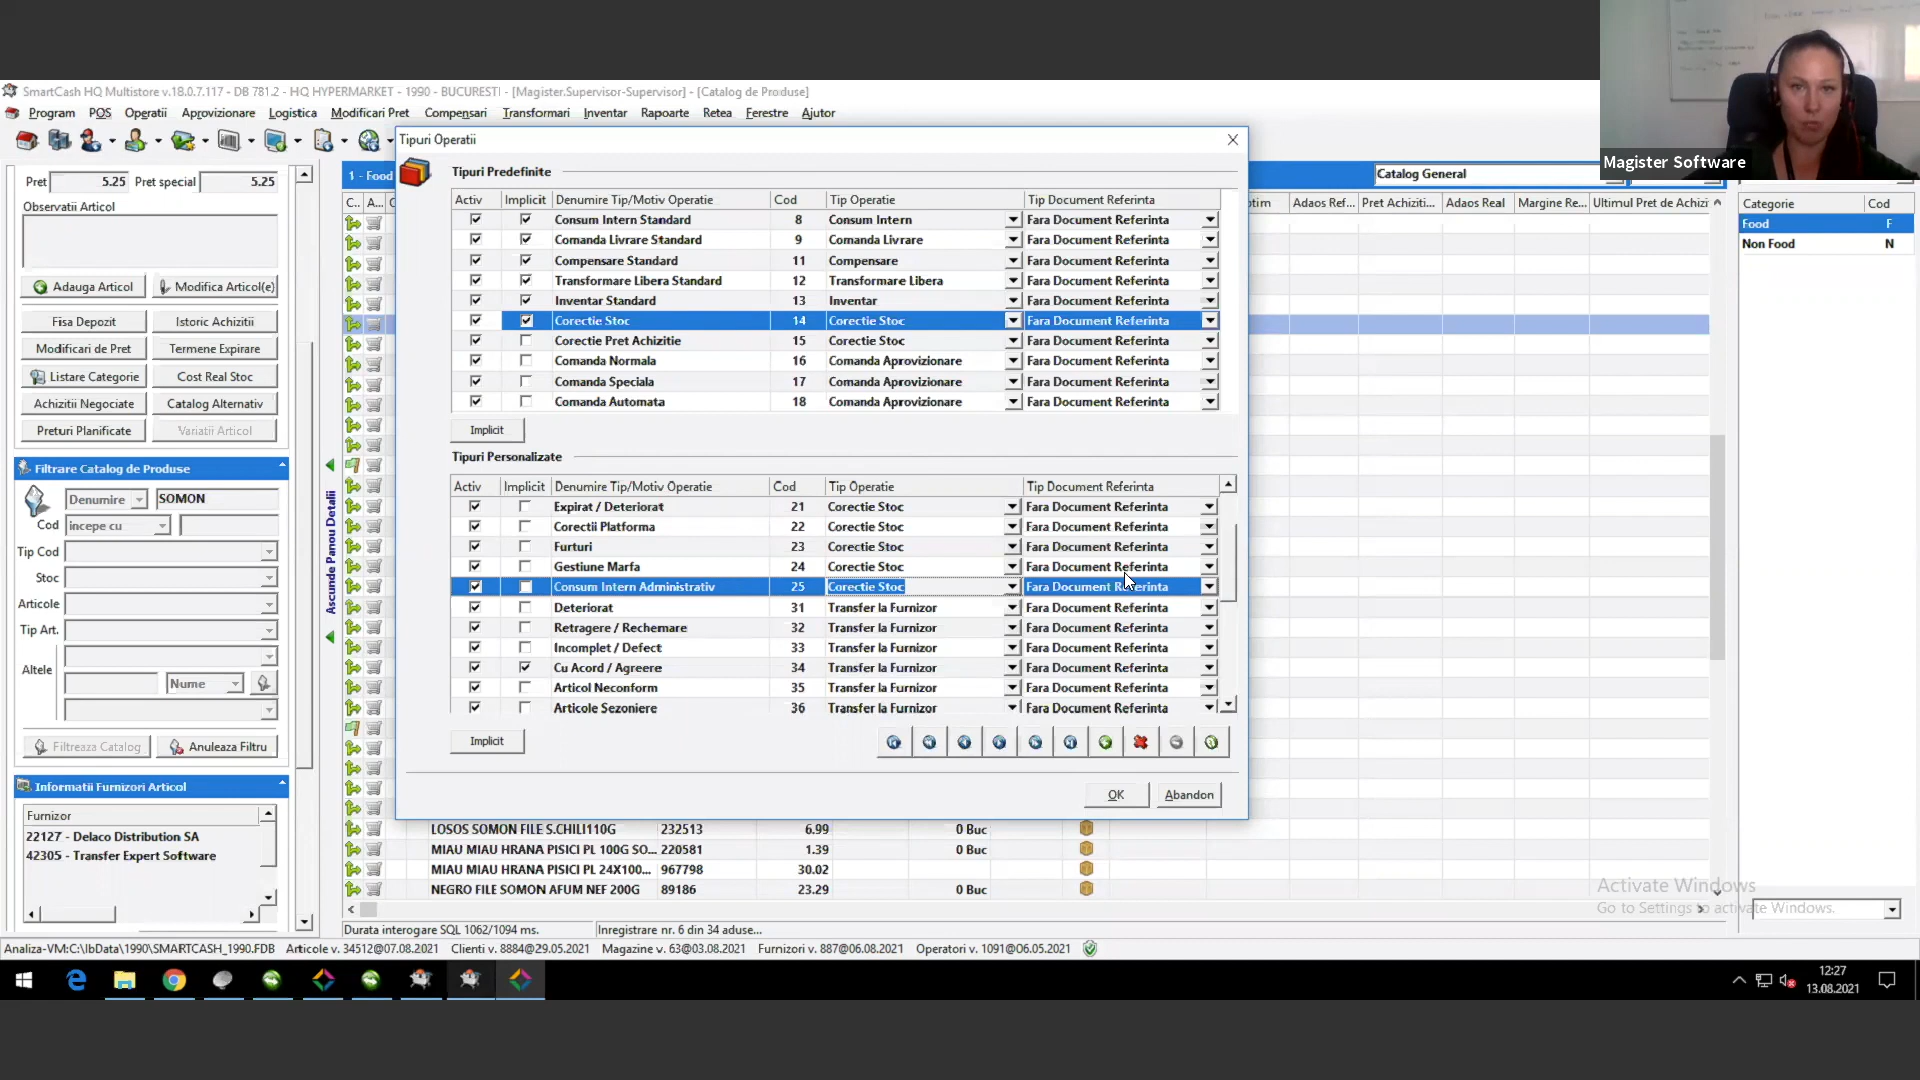 Magister Software
SmartCash HQ Multistore v.18.0.7.117 - DB 781.2 - HQ HYPERMARKET - 1990 - BUCURESTI - [Magister.Supervisor-Supervisor] - [Catalog de Produse]
Program POS Operatii Aprovizionare Logistica Modificari Pret Compensari Transformari Inventar Rapoarte Retea Ferestre Ajutor
Pret 5.25 Pret special 5.25
Observatii Articol
Adauga Articol Modifica Articol(e)
Fisa Depozit Istoric Achizitii
Modificari de Pret Termene Expirare
Listare Categorie Cost Real Stoc
Achizitii Negociate Catalog Alternativ
Preturi Planificate Variatii Articol
Filtrare Catalog de Produse
Denumire SOMON
Cod incepe cu
Tip Cod
Stoc
Articole
Tip Art.
Altele
Nume
Filtreaza Catalog Anuleaza Filtru
Informatii Furnizori Articol
Furnizor
22127 - Delaco Distribution SA
42305 - Transfer Expert Software
Ascunde Panou Detalii
1 - Food
C.. A...
Tipuri Operatii
Tipuri Predefinite
Activ Implicit Denumire Tip/Motiv Operatie Cod Tip Operatie Tip Document Referinta
Consum Intern Standard 8 Consum Intern Fara Document Referinta
Comanda Livrare Standard 9 Comanda Livrare Fara Document Referinta
Compensare Standard 11 Compensare Fara Document Referinta
Transformare Libera Standard 12 Transformare Libera Fara Document Referinta
Inventar Standard 13 Inventar Fara Document Referinta
Corectie Stoc 14 Corectie Stoc Fara Document Referinta
Corectie Pret Achizitie 15 Corectie Stoc Fara Document Referinta
Comanda Normala 16 Comanda Aprovizionare Fara Document Referinta
Comanda Speciala 17 Comanda Aprovizionare Fara Document Referinta
Comanda Automata 18 Comanda Aprovizionare Fara Document Referinta
Implicit
Tipuri Personalizate
Activ Implicit Denumire Tip/Motiv Operatie Cod Tip Operatie Tip Document Referinta
Expirat / Deteriorat 21 Corectie Stoc Fara Document Referinta
Corectii Platforma 22 Corectie Stoc Fara Document Referinta
Furturi 23 Corectie Stoc Fara Document Referinta
Gestiune Marfa 24 Corectie Stoc Fara Document Referinta
Consum Intern Administrativ 25 Corectie Stoc Fara Document Referinta
Deteriorat 31 Transfer la Furnizor Fara Document Referinta
Retragere / Rechemare 32 Transfer la Furnizor Fara Document Referinta
Incomplet / Defect 33 Transfer la Furnizor Fara Document Referinta
Cu Acord / Agreere 34 Transfer la Furnizor Fara Document Referinta
Articol Neconform 35 Transfer la Furnizor Fara Document Referinta
Articole Sezoniere 36 Transfer la Furnizor Fara Document Referinta
Implicit
OK Abandon
LOSOS SOMON FILE S.CHILI110G 232513 6.99 0 Buc
MIAU MIAU HRANA PISICI PL 100G SO... 220581 1.39 0 Buc
MIAU MIAU HRANA PISICI PL 24X100... 967798 30.02
NEGRO FILE SOMON AFUM NEF 200G 89186 23.29 0 Buc
Catalog General
Adaos Ref... Pret Achiziti... Adaos Real Margine Re... Ultimul Pret de Achizi
Categorie Cod
Food F
Non Food N
Activate Windows
Go to Settings to activate Windows.
Durata interogare SQL 1062/1094 ms. Inregistrare nr. 6 din 34 aduse...
Analiza-VM:C:\IbData\1990\SMARTCASH_1990.FDB Articole v. 34512@07.08.2021 Clienti v. 8884@29.05.2021 Magazine v. 63@03.08.2021 Furnizori v. 887@06.08.2021 Operatori v. 1091@06.05.2021
12:27
13.08.2021